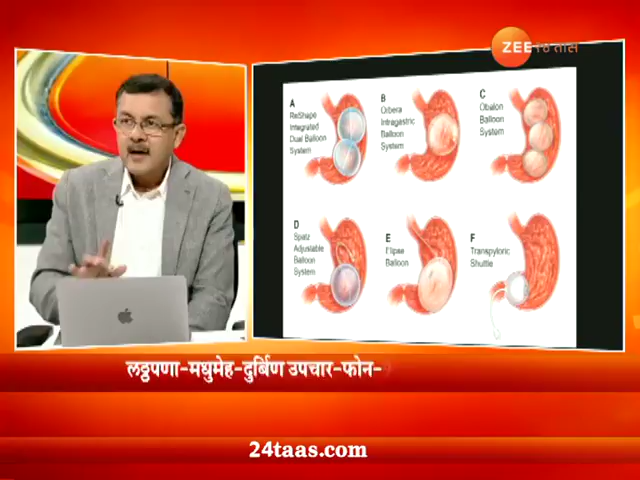 ZEE २४ तास
A
ReShape
Integrated
Dual Balloon
System
B
Orbera
Intragastric
Balloon
System
C
Obalon
Balloon
System
D
Spatz
Adjustable
Balloon
System
E
Balloon
F
Transpyloric
Shuttle
लठ्ठपणा-मधुमेह-दुर्बिण उपचार-फोन-
24taas.com